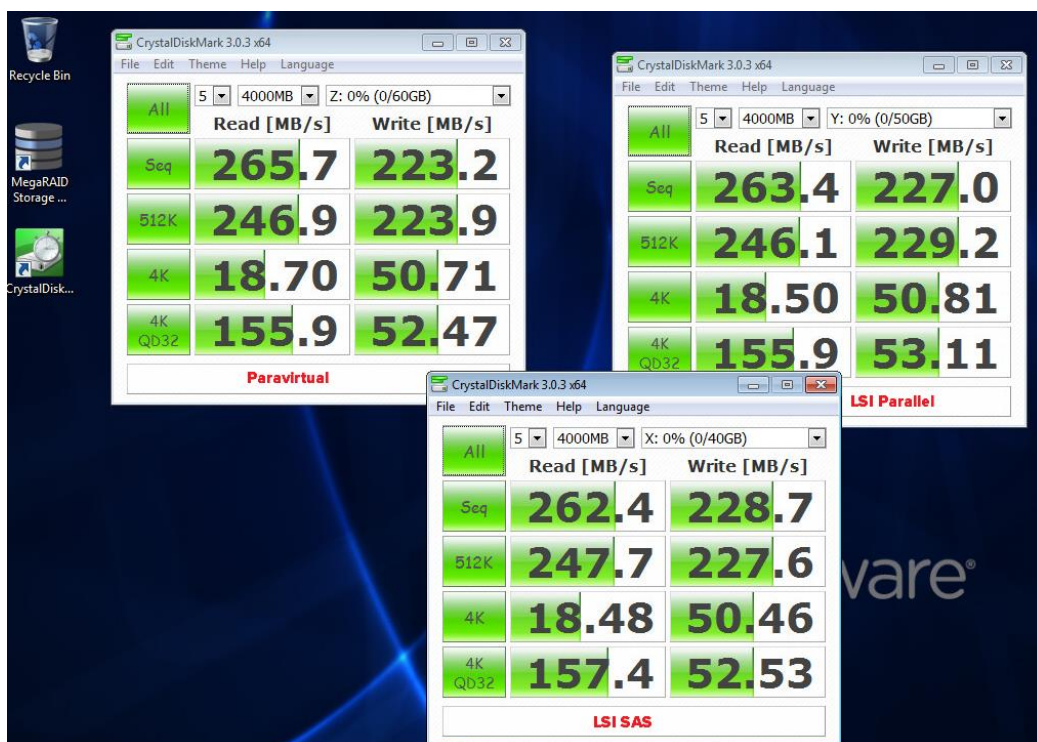 Recycle Bin
MegaRAID
Storage ...
CrystalDisk...
CrystalDiskMark 3.0.3 x64
File Edit Theme Help Language
All 5 4000MB Z: 0% (0/60GB)
Read [MB/s] Write [MB/s]
Seq 265.7 223.2
512K 246.9 223.9
4K 18.70 50.71
4K
QD32 155.9 52.47
Paravirtual
CrystalDiskMark 3.0.3 x64
File Edit Theme Help Language
All 5 4000MB Y: 0% (0/50GB)
Read [MB/s] Write [MB/s]
Seq 263.4 227.0
512K 246.1 229.2
4K 18.50 50.81
4K
QD32 155.9 53.11
LSI Parallel
CrystalDiskMark 3.0.3 x64
File Edit Theme Help Language
All 5 4000MB X: 0% (0/40GB)
Read [MB/s] Write [MB/s]
Seq 262.4 228.7
512K 247.7 227.6
4K 18.48 50.46
4K
QD32 157.4 52.53
LSI SAS
ware®